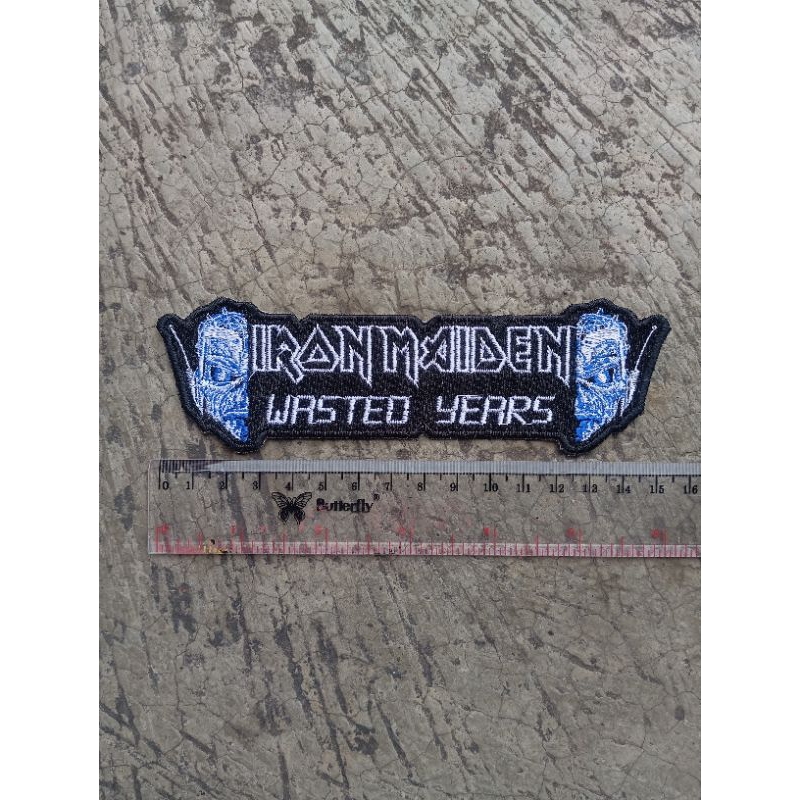 IRON MAIDEN
WASTED YEARS
0 1 2 3 4 5 6 7 8 9 10 11 12 13 14 15 16
Butterfly®